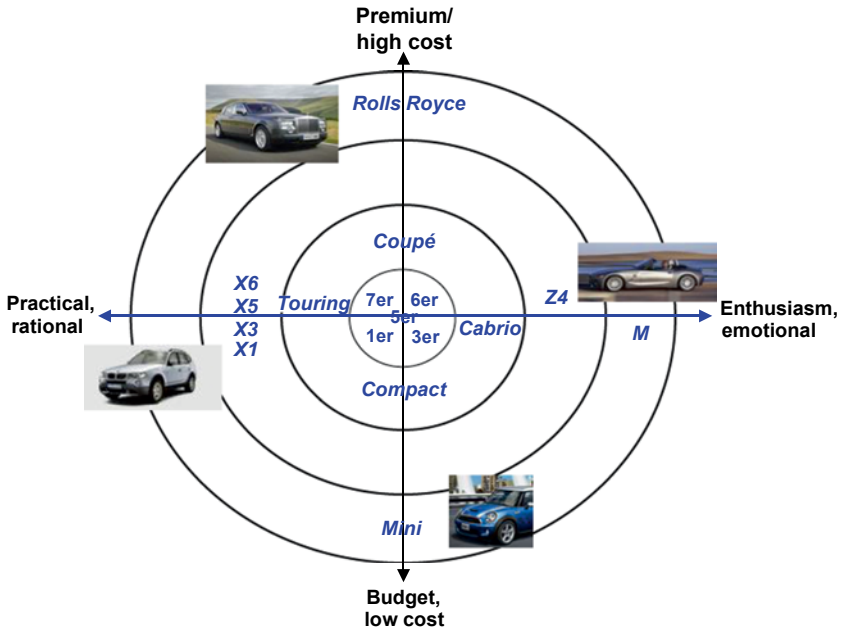 Premium/
high cost
Rolls Royce
Coupé
X6
X5
X3
X1
Touring
7er
6er
5er
1er
3er
Cabrio
Z4
M
Practical,
rational
Enthusiasm,
emotional
Compact
Mini
Budget,
low cost